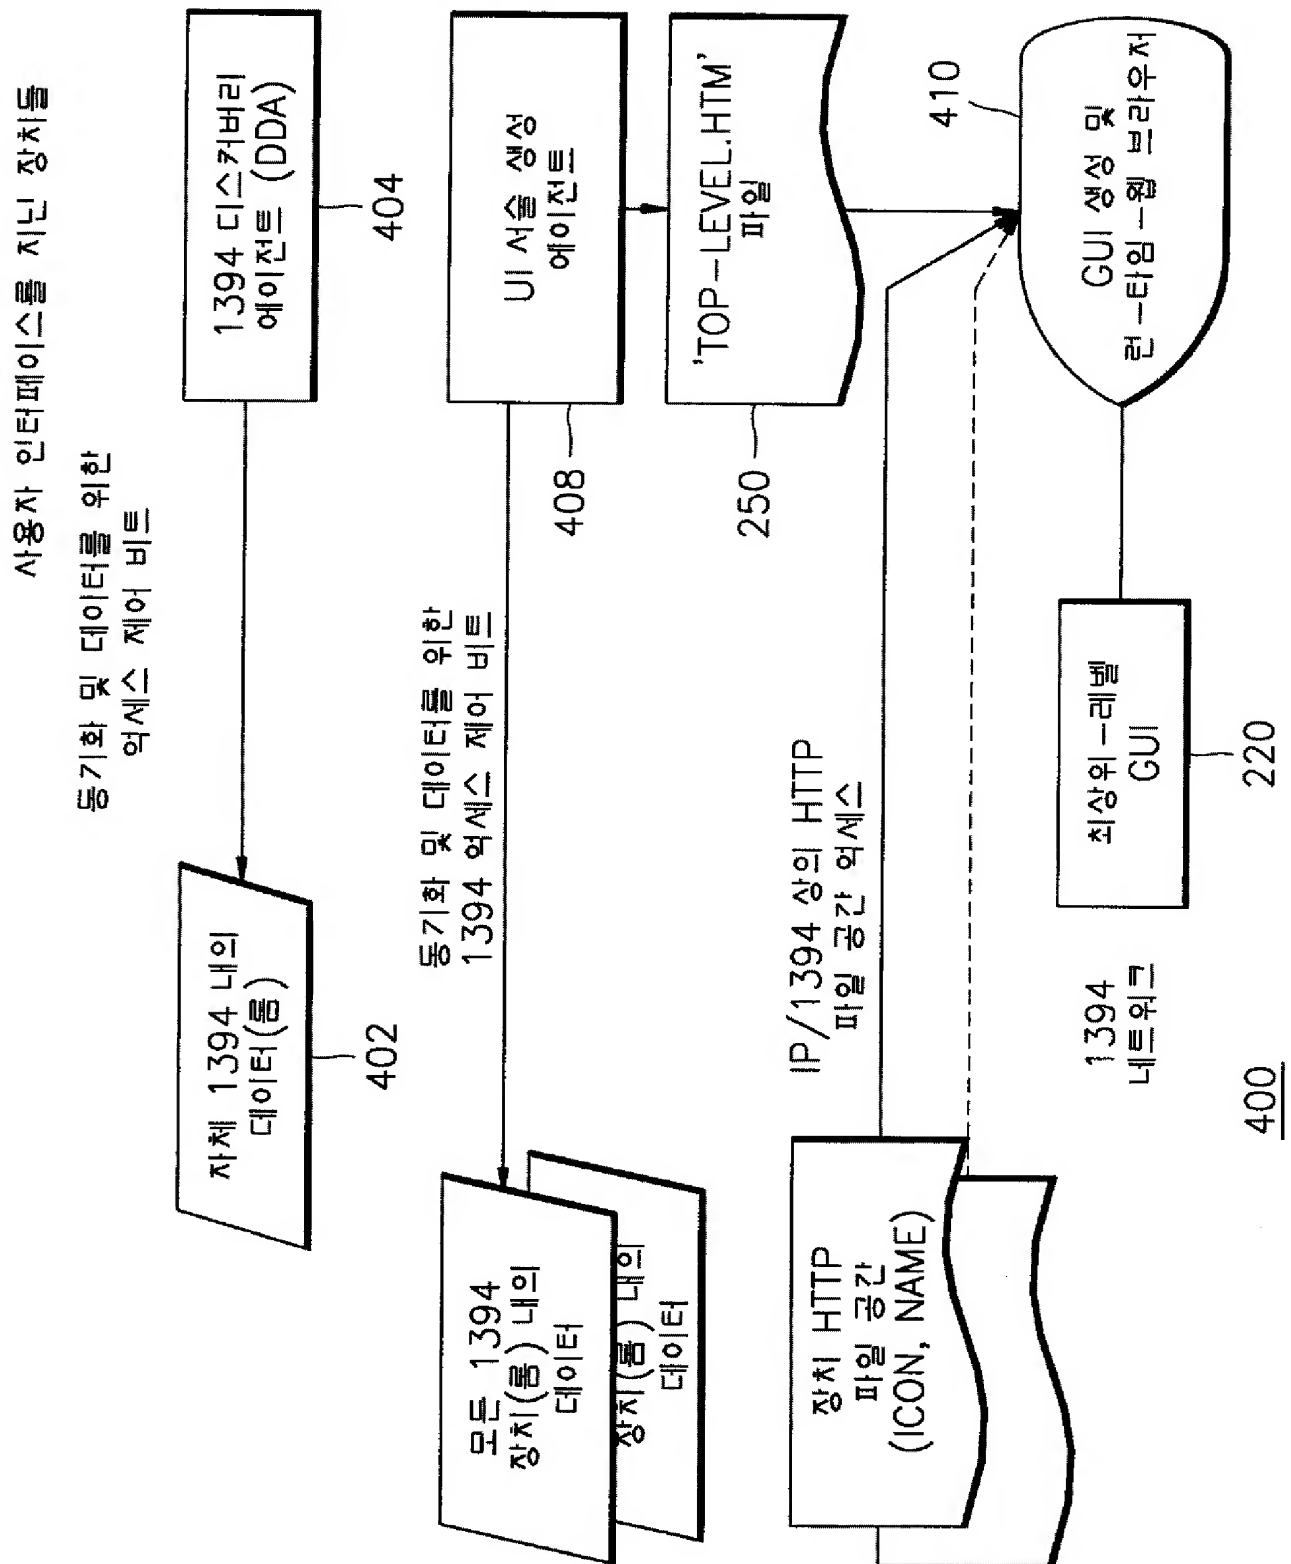 사용자 인터페이스를 지닌 장치들
동기화 및 데이터를 위한
억세스 제어 비트
자체 1394 내의
데이터(롬)
402
1394 디스커버리
에이전트 (DDA)
404
동기화 및 데이터를 위한
1394 억세스 제어 비트
모든 1394
장치(롬) 내의
데이터
장치(롬) 내의
데이터
UI 서술 생성
에이전트
408
'TOP-LEVEL.HTM'
파일
250
IP/1394 상의 HTTP
파일 공간 억세스
장치 HTTP
파일 공간
(ICON, NAME)
410
GUI 생성 및
런-타임-웹 브라우저
최상위-레벨
GUI
220
1394
네트워크
400